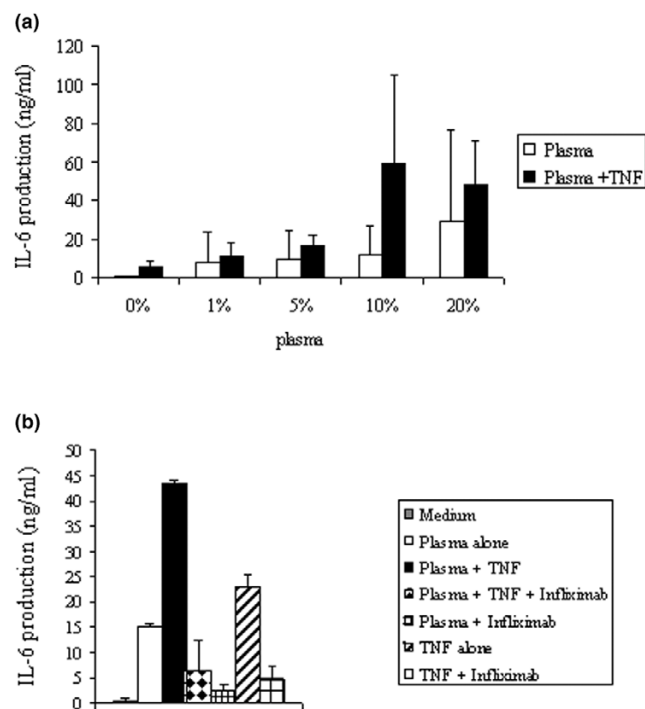 (a)
120
100
80
60
40
20
0
IL-6 production (ng/ml)
0% 1% 5% 10% 20%
plasma
Plasma
Plasma +TNF
(b)
50
45
40
35
30
25
20
15
10
5
0
IL-6 production (ng/ml)
Medium
Plasma alone
Plasma + TNF
Plasma + TNF + Infliximab
Plasma + Infliximab
TNF alone
TNF + Infliximab